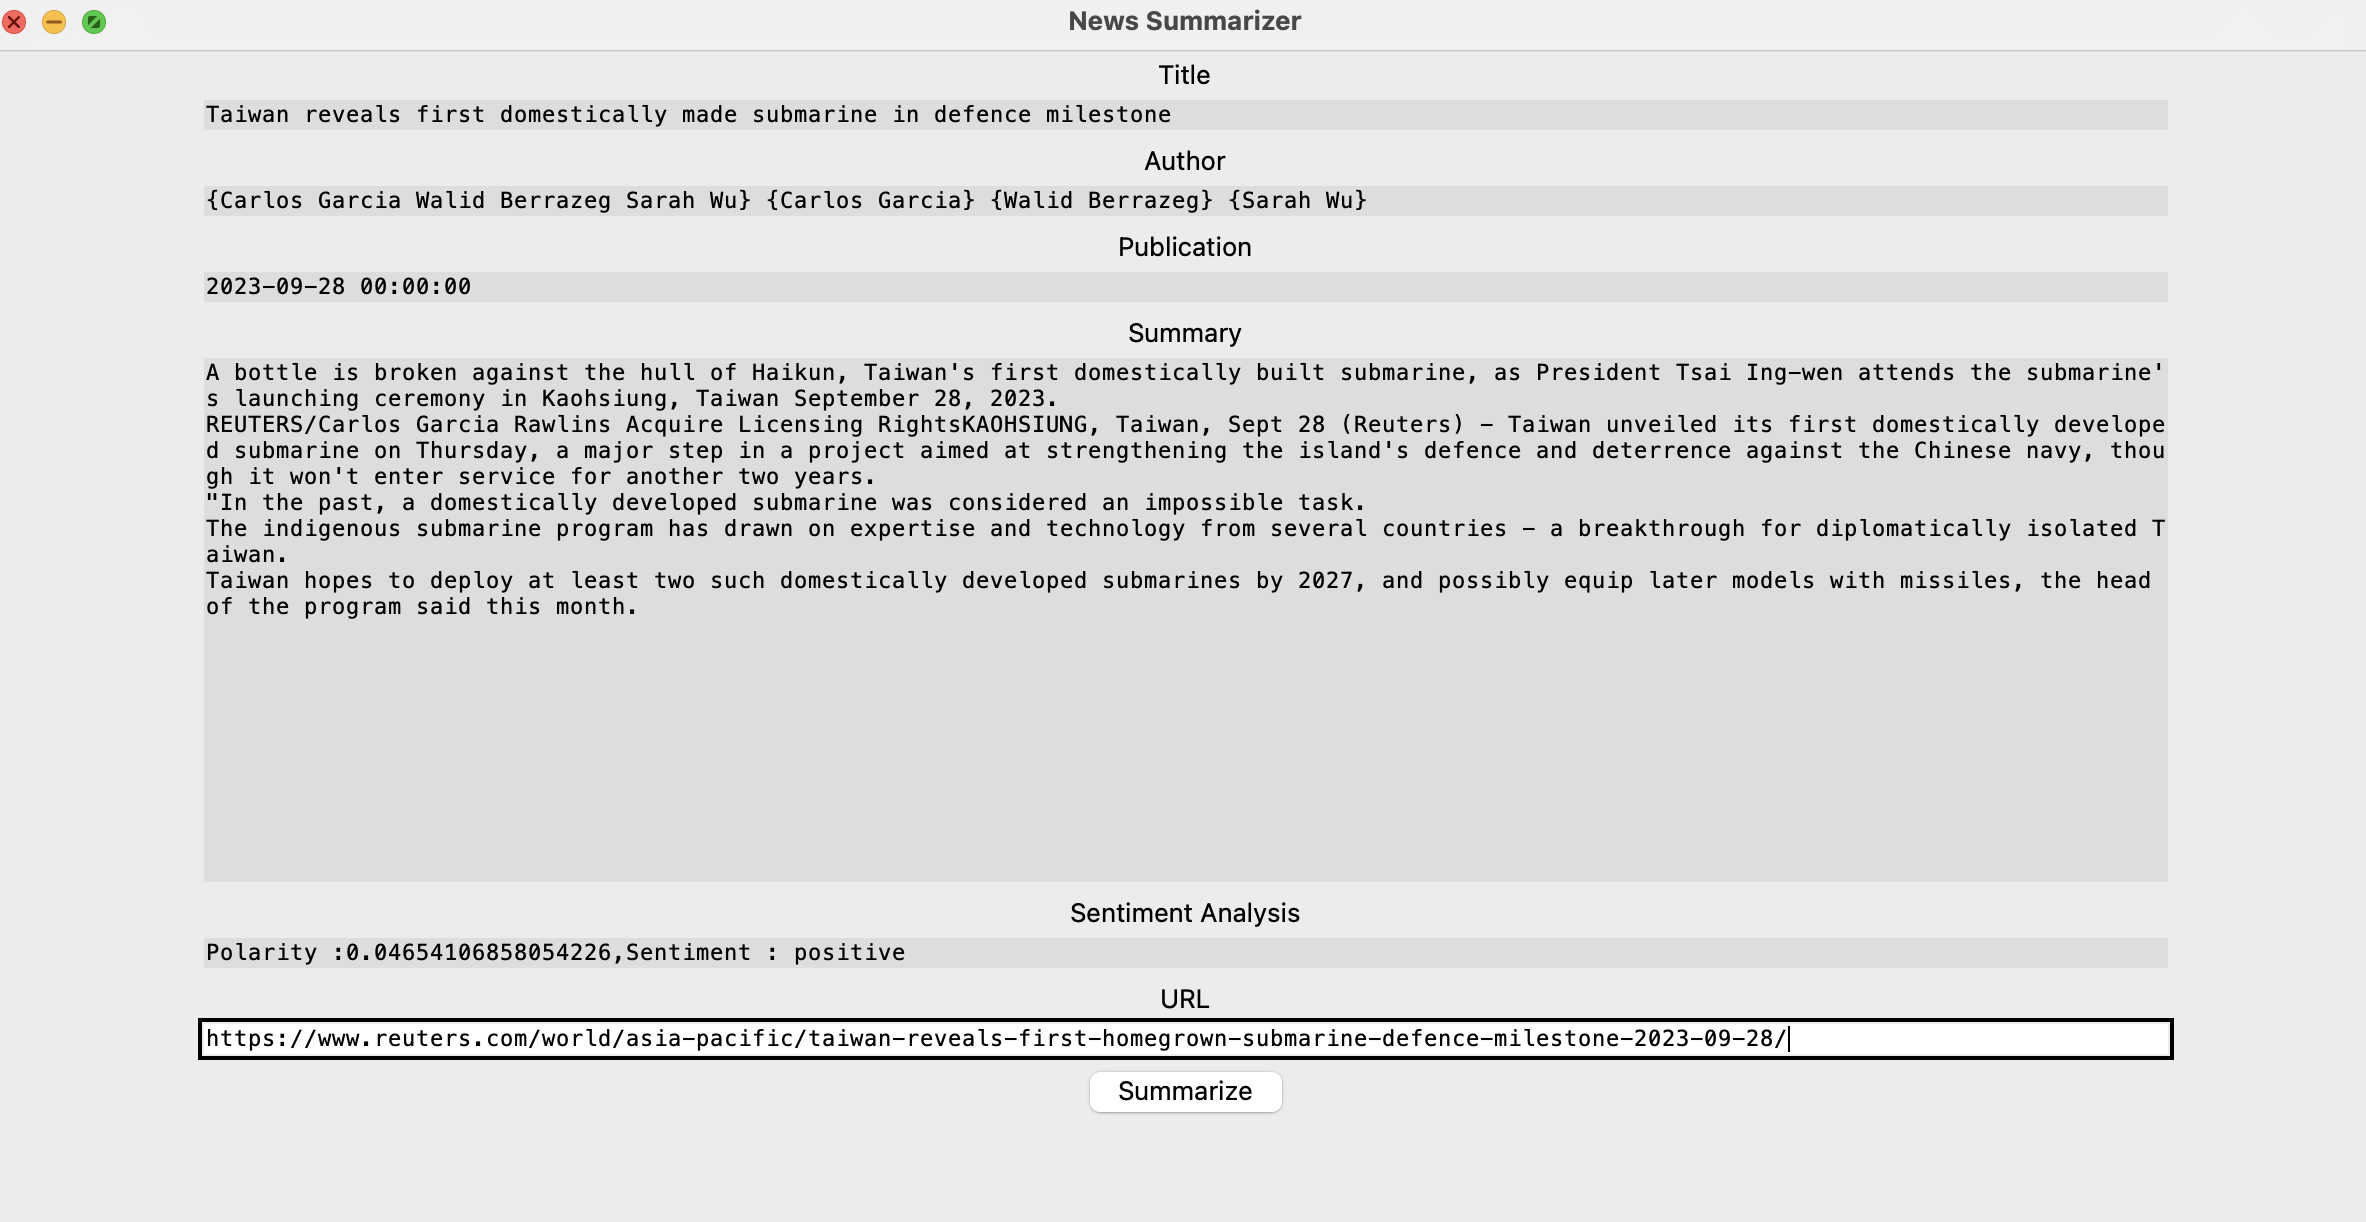 News Summarizer
Title
Taiwan reveals first domestically made submarine in defence milestone
Author
{Carlos Garcia Walid Berrazeg Sarah Wu} {Carlos Garcia} {Walid Berrazeg} {Sarah Wu}
Publication
2023-09-28 00:00:00
Summary
A bottle is broken against the hull of Haikun, Taiwan's first domestically built submarine, as President Tsai Ing-wen attends the submarine'
s launching ceremony in Kaohsiung, Taiwan September 28, 2023.
REUTERS/Carlos Garcia Rawlins Acquire Licensing RightsKAOHSIUNG, Taiwan, Sept 28 (Reuters) - Taiwan unveiled its first domestically develope
d submarine on Thursday, a major step in a project aimed at strengthening the island's defence and deterrence against the Chinese navy, thou
gh it won't enter service for another two years.
"In the past, a domestically developed submarine was considered an impossible task.
The indigenous submarine program has drawn on expertise and technology from several countries - a breakthrough for diplomatically isolated T
aiwan.
Taiwan hopes to deploy at least two such domestically developed submarines by 2027, and possibly equip later models with missiles, the head
of the program said this month.
Sentiment Analysis
Polarity :0.04654106858054226,Sentiment : positive
URL
https://www.reuters.com/world/asia-pacific/taiwan-reveals-first-homegrown-submarine-defence-milestone-2023-09-28/
Summarize